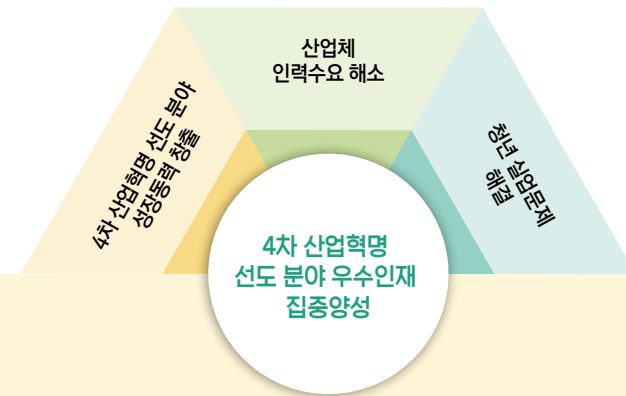 산업체
인력수요 해소
4차 산업혁명 선도 분야
성장동력 창출
청년 실업문제
해결
4차 산업혁명
선도 분야 우수인재
집중양성